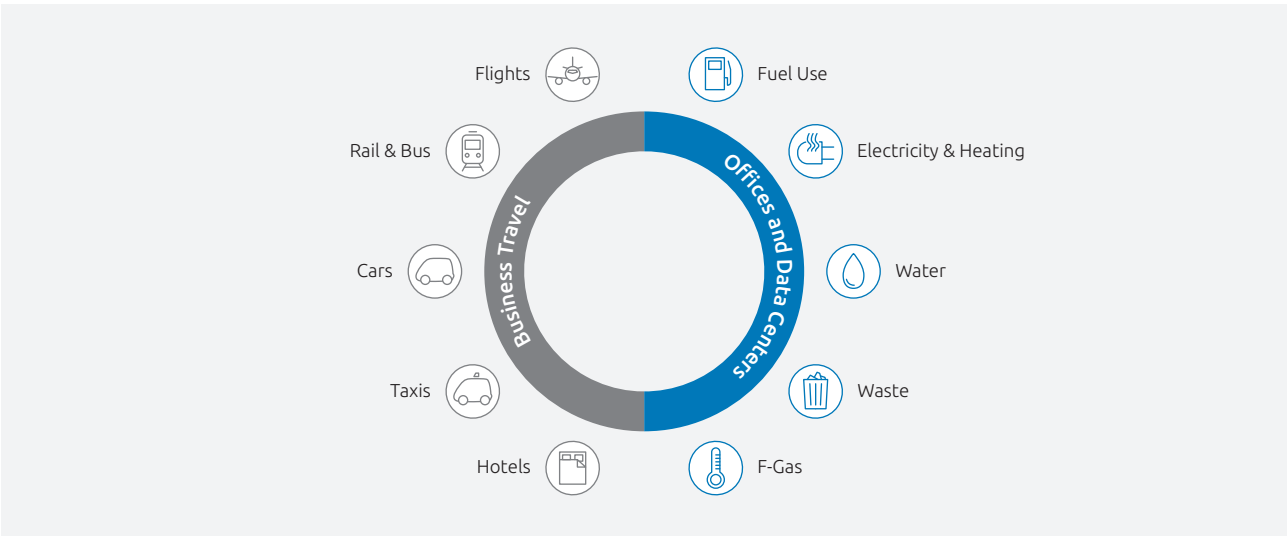 Flights
Fuel Use
Rail & Bus
Electricity & Heating
Business Travel
Offices and Data Centers
Cars
Water
Taxis
Waste
Hotels
F-Gas